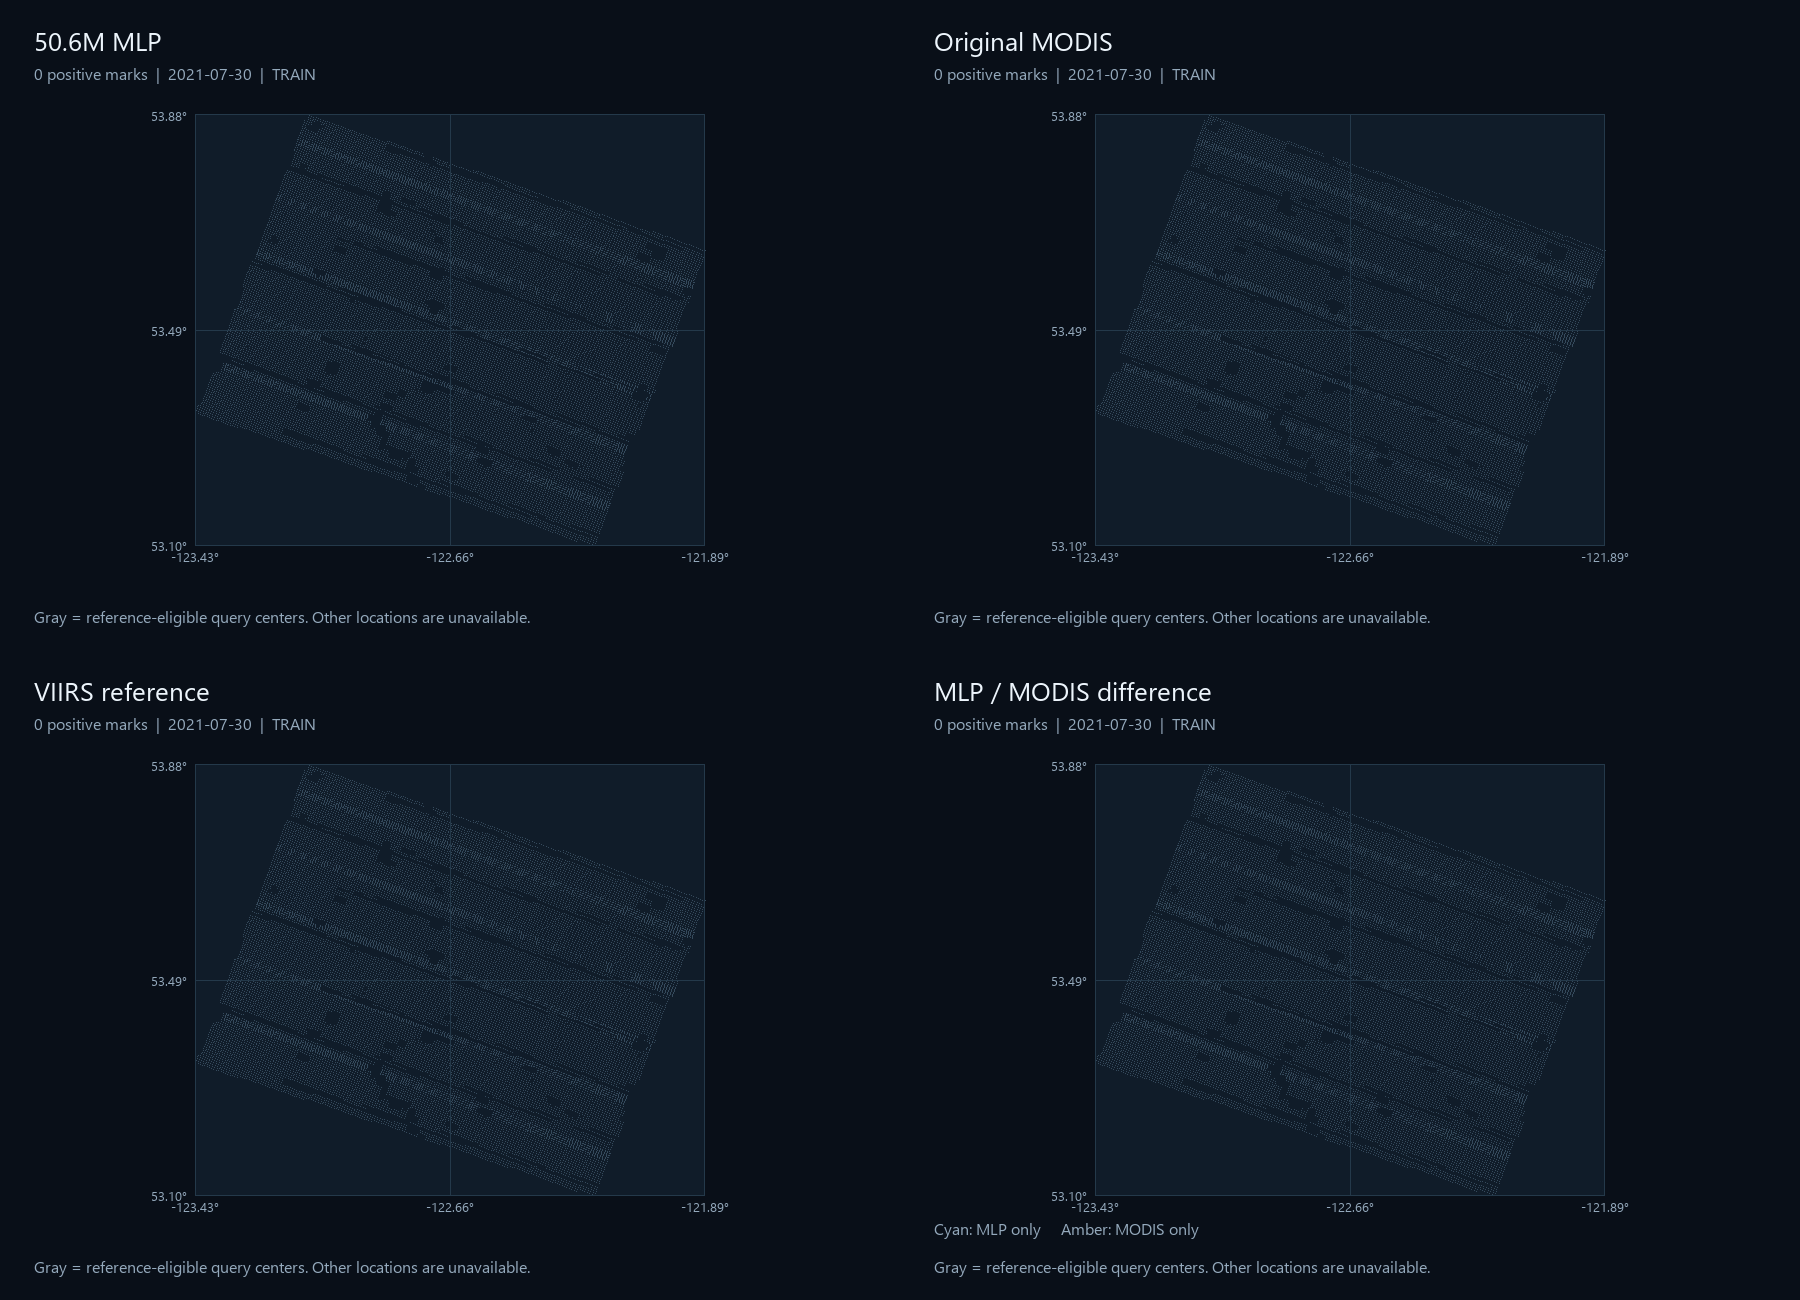 50.6M MLP
0 positive marks | 2021-07-30 | TRAIN
53.88°
53.49°
53.10°
-123.43°
-122.66°
-121.89°
Gray = reference-eligible query centers. Other locations are unavailable.
Original MODIS
0 positive marks | 2021-07-30 | TRAIN
53.88°
53.49°
53.10°
-123.43°
-122.66°
-121.89°
Gray = reference-eligible query centers. Other locations are unavailable.
VIIRS reference
0 positive marks | 2021-07-30 | TRAIN
53.88°
53.49°
53.10°
-123.43°
-122.66°
-121.89°
Gray = reference-eligible query centers. Other locations are unavailable.
MLP / MODIS difference
0 positive marks | 2021-07-30 | TRAIN
53.88°
53.49°
53.10°
-123.43°
-122.66°
-121.89°
Cyan: MLP only Amber: MODIS only
Gray = reference-eligible query centers. Other locations are unavailable.